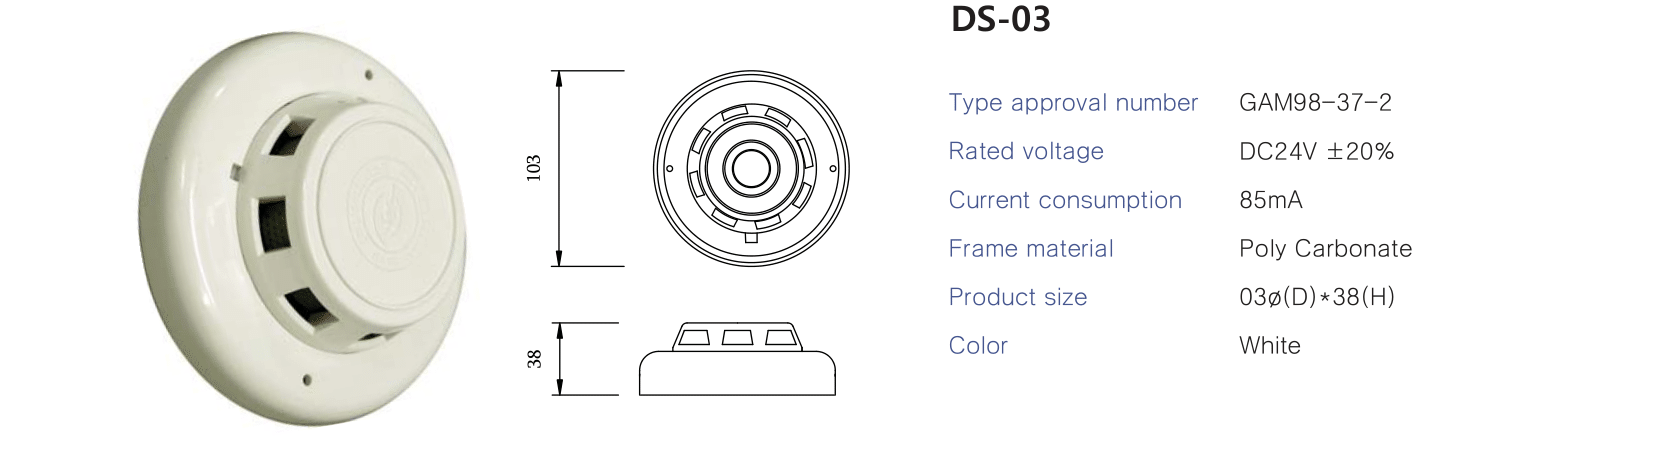 DS-03
103
38
Type approval number GAM98-37-2
Rated voltage DC24V ±20%
Current consumption 85mA
Frame material Poly Carbonate
Product size 03ø(D)*38(H)
Color White